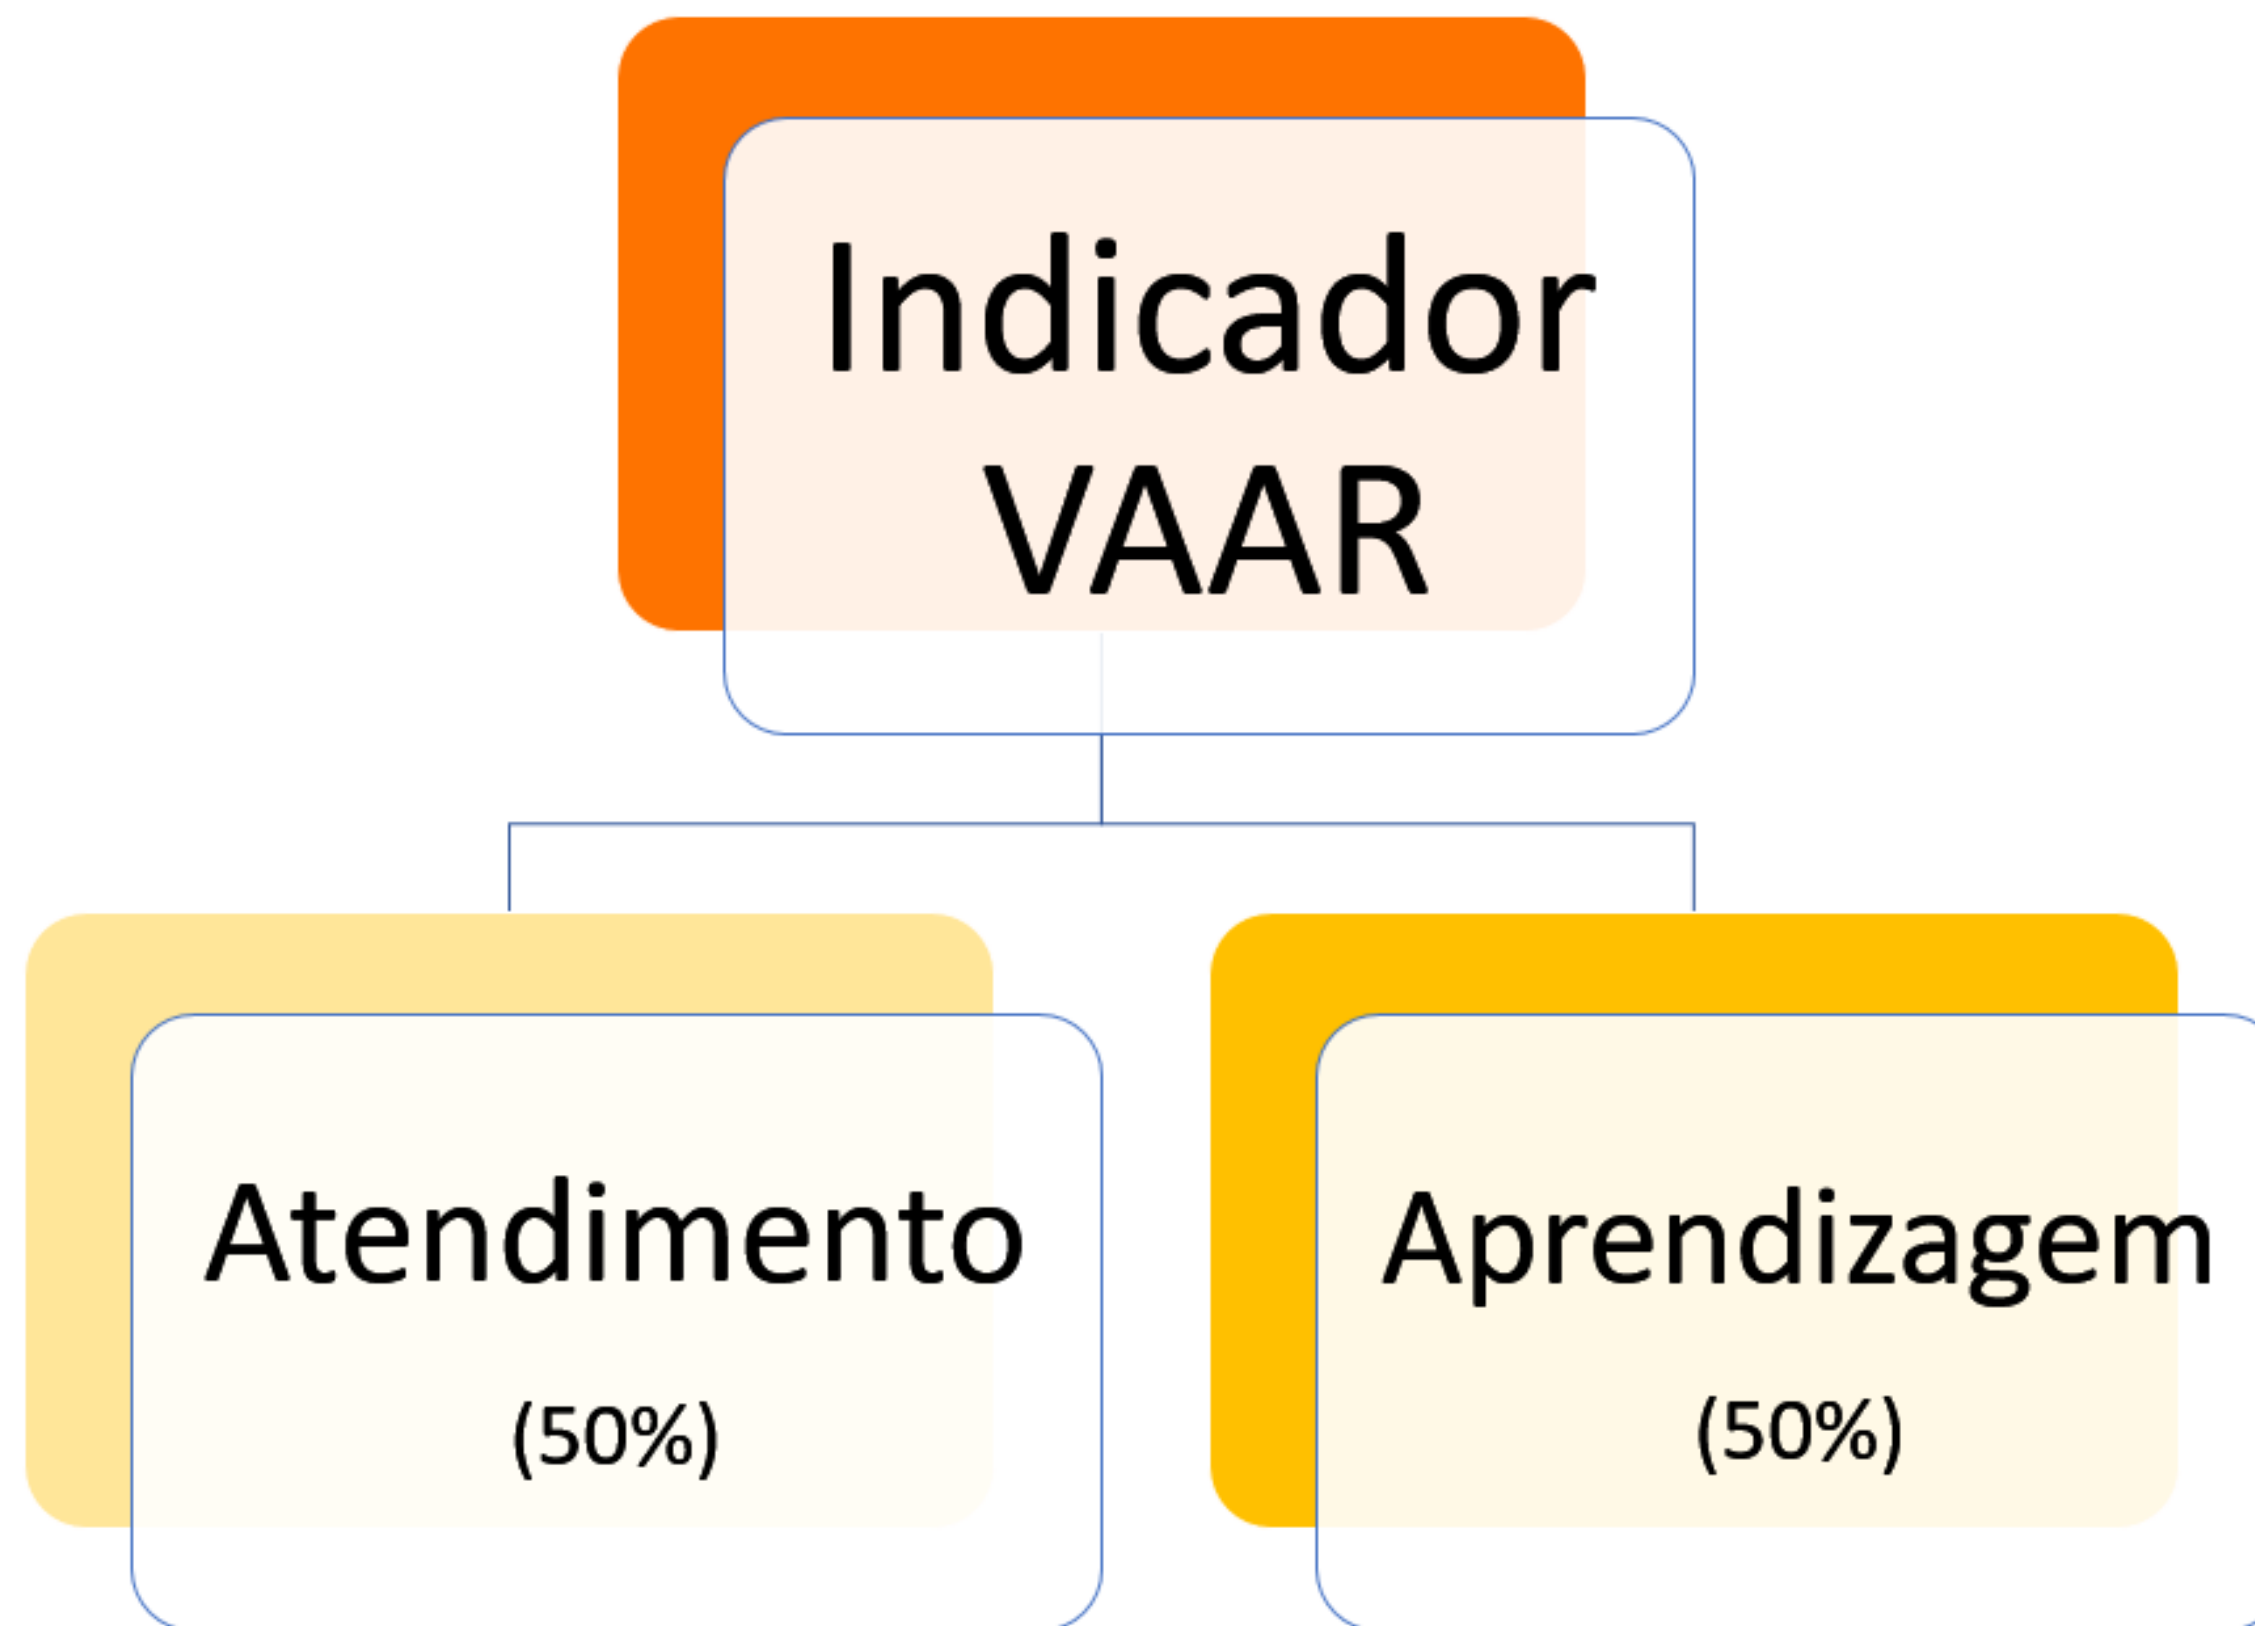 Indicador
VAAR
Atendimento
(50%)
Aprendizagem
(50%)